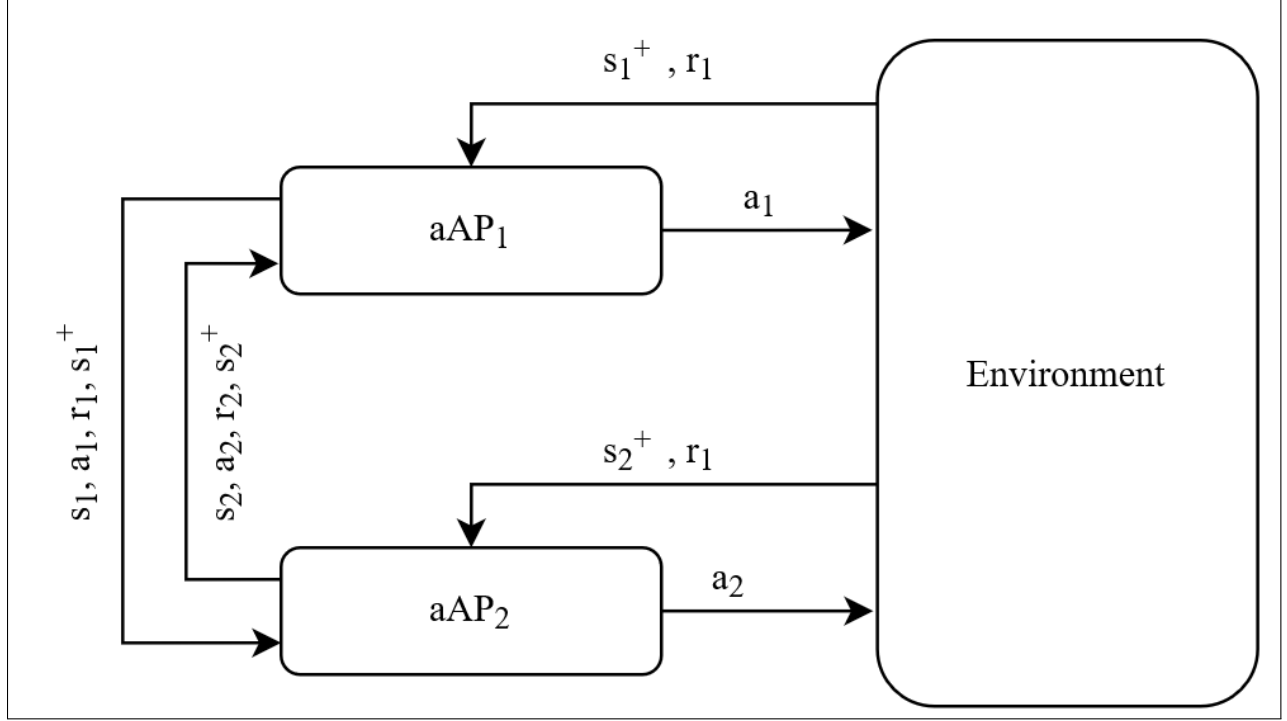 s₁⁺ , r₁
aAP₁
a₁
s₁, a₁, r₁, s₁⁺
s₂, a₂, r₂, s₂⁺
Environment
s₂⁺ , r₁
aAP₂
a₂